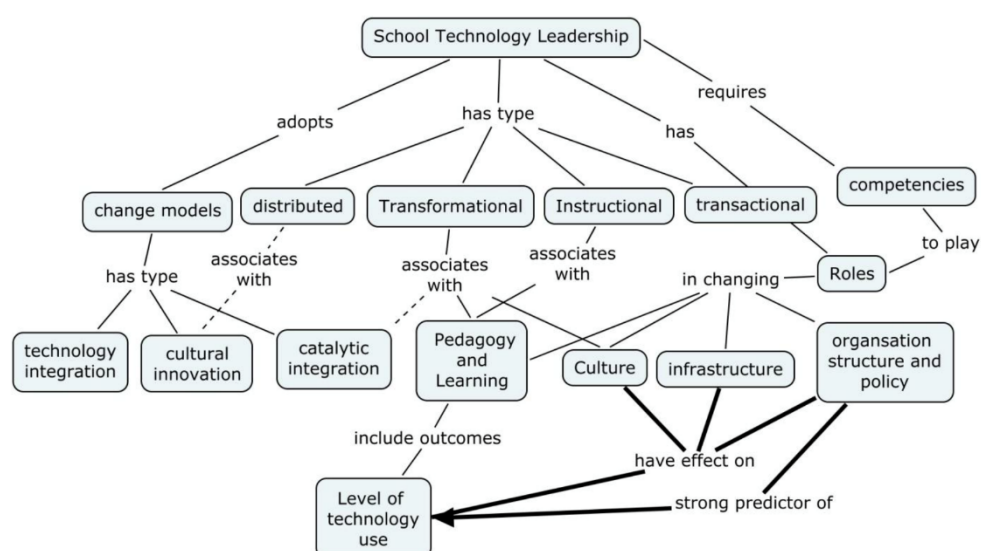 School Technology Leadership
requires
adopts
has type
has
change models
distributed
Transformational
Instructional
transactional
competencies
has type
associates
with
associates
with
associates
with
in changing
Roles
to play
technology
integration
cultural
innovation
catalytic
integration
Pedagogy
and
Learning
Culture
infrastructure
organsation
structure and
policy
include outcomes
have effect on
Level of
technology
use
strong predictor of